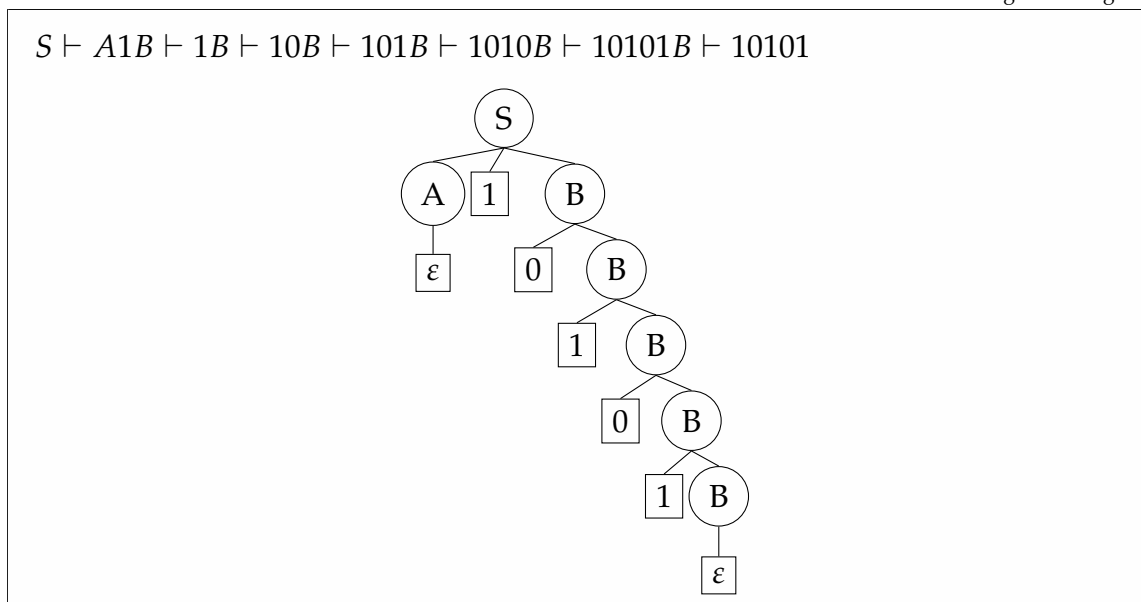 S ⊢ A1B ⊢ 1B ⊢ 10B ⊢ 101B ⊢ 1010B ⊢ 10101B ⊢ 10101
S
A 1 B
ε 0 B
1 B
0 B
1 B
ε